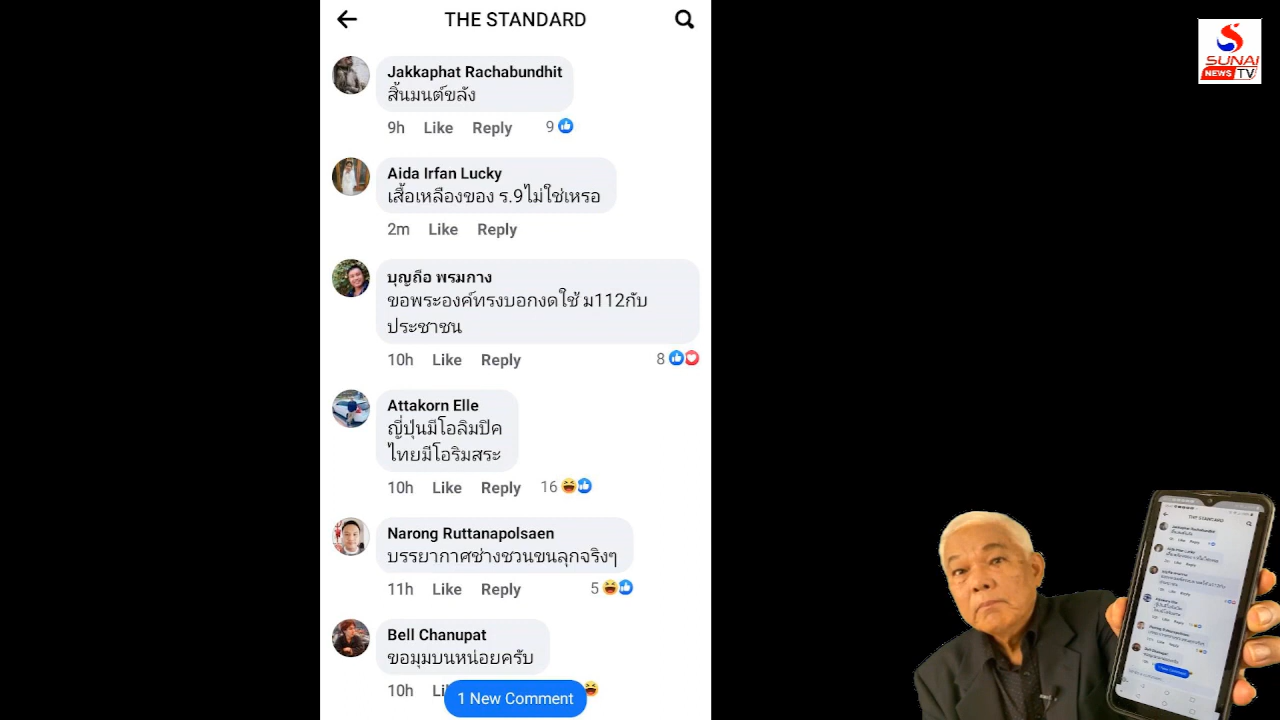 THE STANDARD
SUNAI
NEWS TV
Jakkaphat Rachabundhit
สิ้นมนต์ขลัง
9h Like Reply 9
Aida Irfan Lucky
เสื้อเหลืองของ ร.9ไม่ใช่เหรอ
2m Like Reply
บุญถือ พรมกาง
ขอพระองค์ทรงบอกงดใช้ ม112กับ
ประชาชน
10h Like Reply 8
Attakorn Elle
ญี่ปุ่นมีโอลิมปิค
ไทยมีโอริมสระ
10h Like Reply 16
Narong Ruttanapolsaen
บรรยากาศช่างชวนขนลุกจริงๆ
11h Like Reply 5
Bell Chanupat
ขอมุมบนหน่อยครับ
10h Li
1 New Comment
THE STANDARD